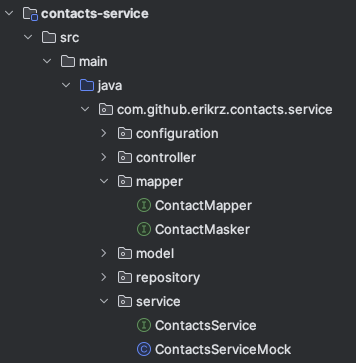 contacts-service
src
main
java
com.github.erikrz.contacts.service
configuration
controller
mapper
ContactMapper
ContactMasker
model
repository
service
ContactsService
ContactsServiceMock